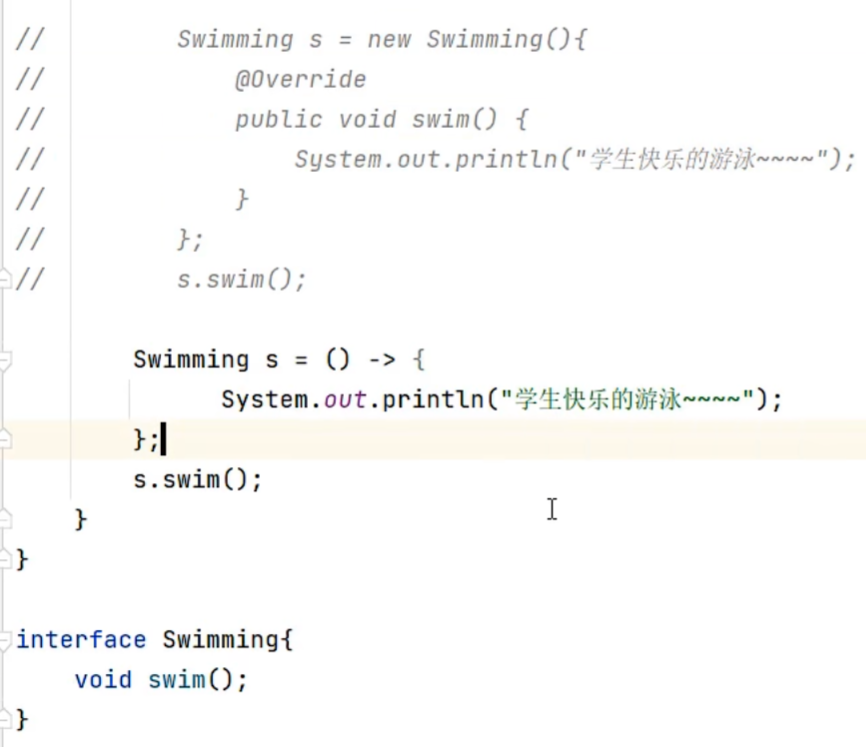 //         Swimming s = new Swimming(){
//             @Override
//             public void swim() {
//                 System.out.println("学生快乐的游泳~~~~");
//             }
//         };
//         s.swim();
        Swimming s = () -> {
              System.out.println("学生快乐的游泳~~~~");
        };
        s.swim();
    }
}
interface Swimming{
    void swim();
}